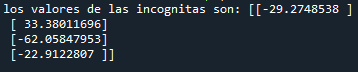 los valores de las incognitas son: [[-29.2748538 ]
[ 33.38011696]
[-62.05847953]
[-22.9122807 ]]